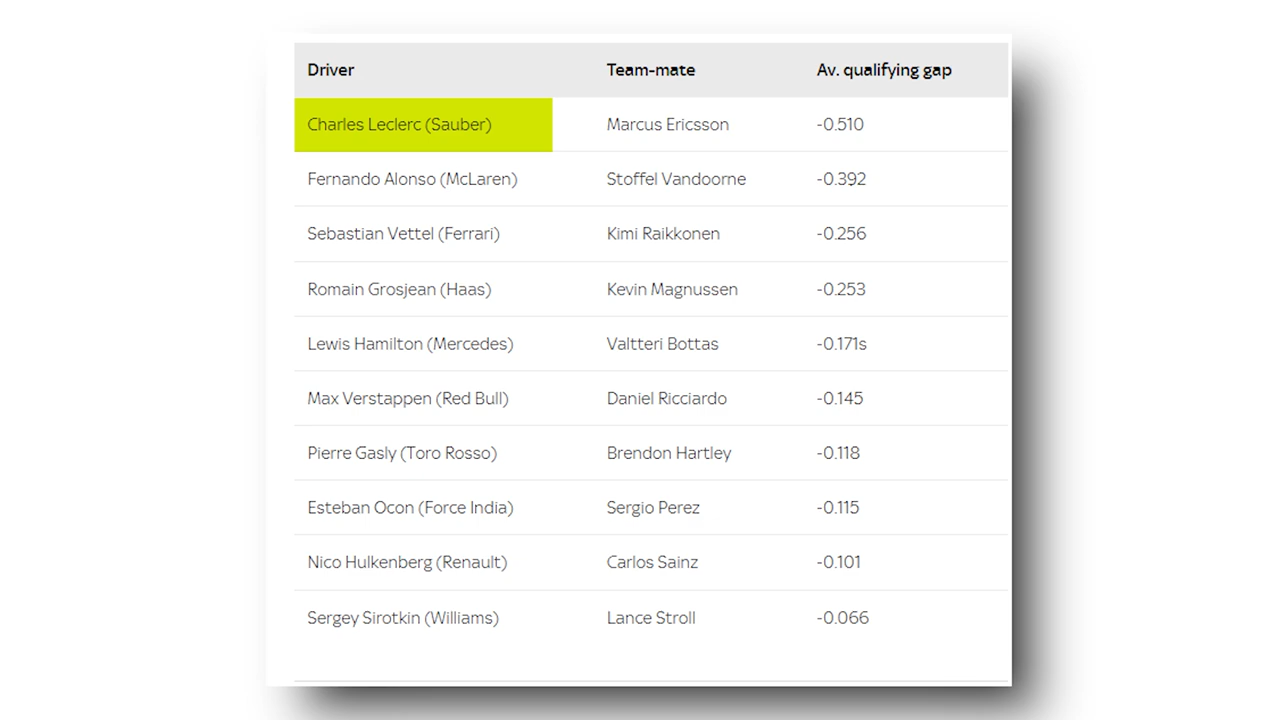 Driver Team-mate Av. qualifying gap
Charles Leclerc (Sauber) Marcus Ericsson -0.510
Fernando Alonso (McLaren) Stoffel Vandoorne -0.392
Sebastian Vettel (Ferrari) Kimi Raikkonen -0.256
Romain Grosjean (Haas) Kevin Magnussen -0.253
Lewis Hamilton (Mercedes) Valtteri Bottas -0.171s
Max Verstappen (Red Bull) Daniel Ricciardo -0.145
Pierre Gasly (Toro Rosso) Brendon Hartley -0.118
Esteban Ocon (Force India) Sergio Perez -0.115
Nico Hulkenberg (Renault) Carlos Sainz -0.101
Sergey Sirotkin (Williams) Lance Stroll -0.066